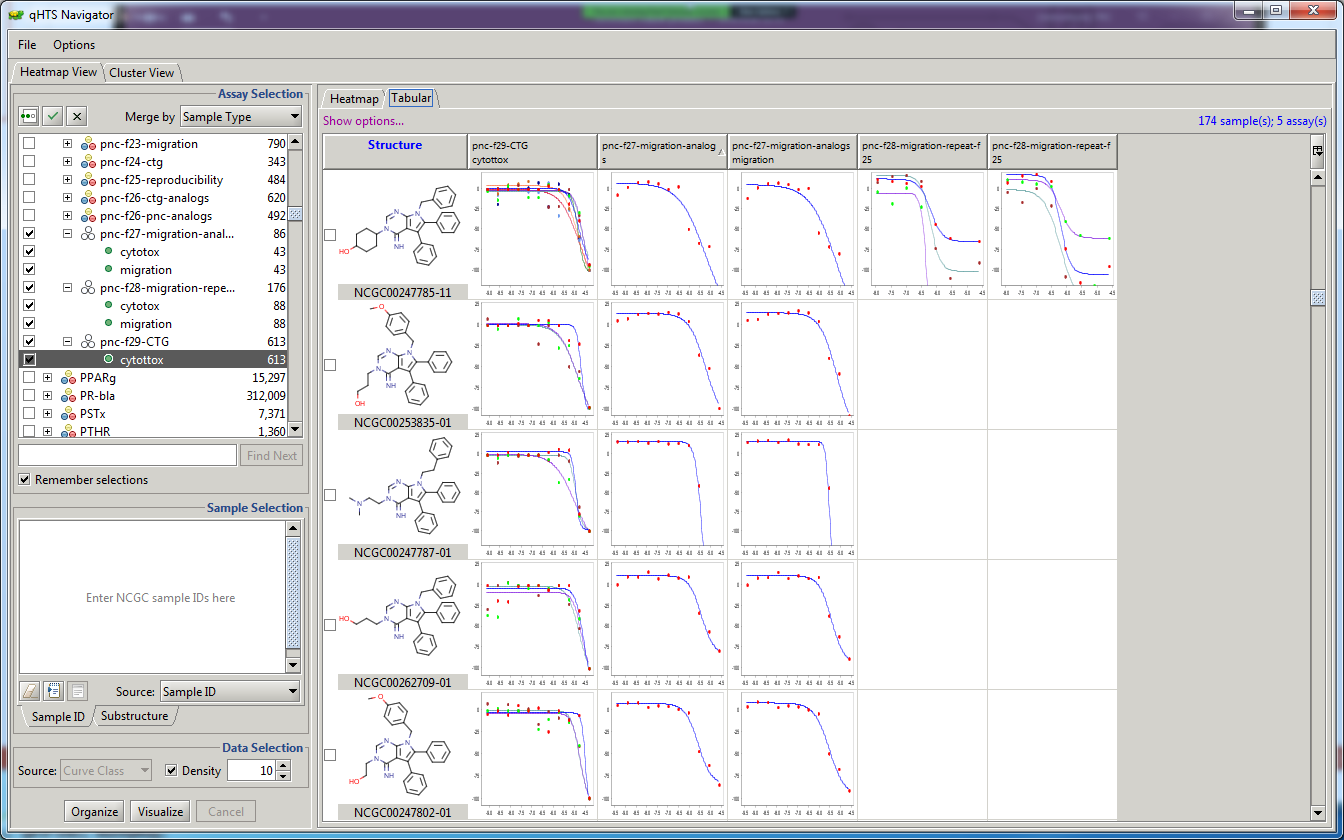 qHTS Navigator
File Options
Heatmap View Cluster View
Assay Selection
Merge by Sample Type
pnc-f23-migration 790
pnc-f24-ctg 343
pnc-f25-reproducibility 484
pnc-f26-ctg-analogs 620
pnc-f26-pnc-analogs 492
pnc-f27-migration-anal... 86
cytotox 43
migration 43
pnc-f28-migration-repe... 176
cytotox 88
migration 88
pnc-f29-CTG 613
cytottox 613
PPARg 15,297
PR-bla 312,009
PSTx 7,371
PTHR 1,360
Find Next
Remember selections
Sample Selection
Enter NCGC sample IDs here
Source: Sample ID
Sample ID Substructure
Data Selection
Source: Curve Class Density 10
Organize Visualize Cancel
Heatmap Tabular
Show options... 174 sample(s); 5 assay(s)
Structure
pnc-f29-CTG
cytottox
pnc-f27-migration-analog
s
pnc-f27-migration-analogs
migration
pnc-f28-migration-repeat-f
25
pnc-f28-migration-repeat-f
25
NCGC00247785-11
NCGC00253835-01
NCGC00247787-01
NCGC00262709-01
NCGC00247802-01